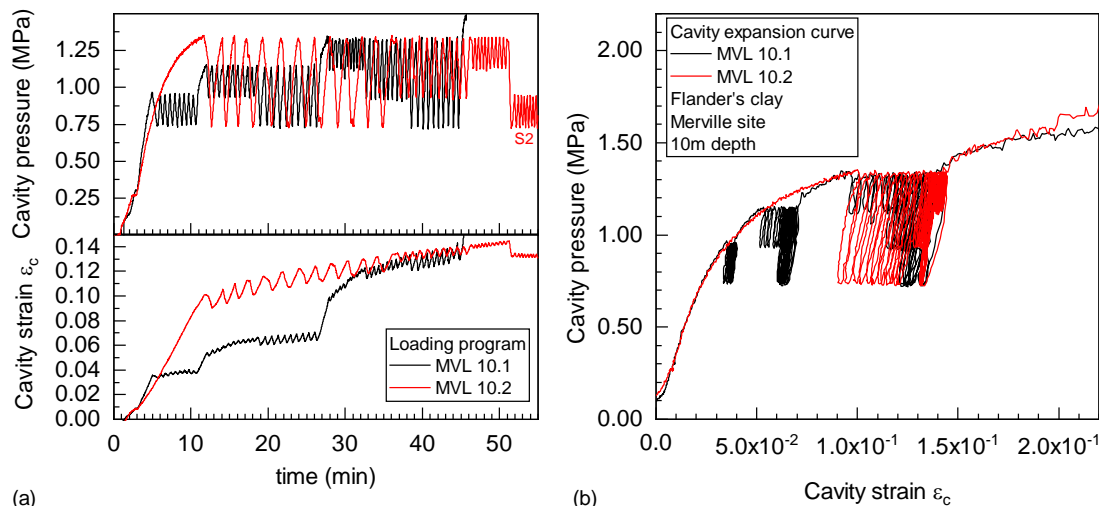 Cavity pressure (MPa)
1.25
1.00
0.75
0.50
0.25
0.00
S2
Cavity strain εc
0.14
0.12
0.10
0.08
0.06
0.04
0.02
0.00
Loading program
MVL 10.1
MVL 10.2
0 10 20 30 40 50
time (min)
(a)
Cavity pressure (MPa)
2.00
1.50
1.00
0.50
0.00
Cavity expansion curve
MVL 10.1
MVL 10.2
Flander's clay
Merville site
10m depth
0.0 5.0x10-2 1.0x10-1 1.5x10-1 2.0x10-1
Cavity strain εc
(b)